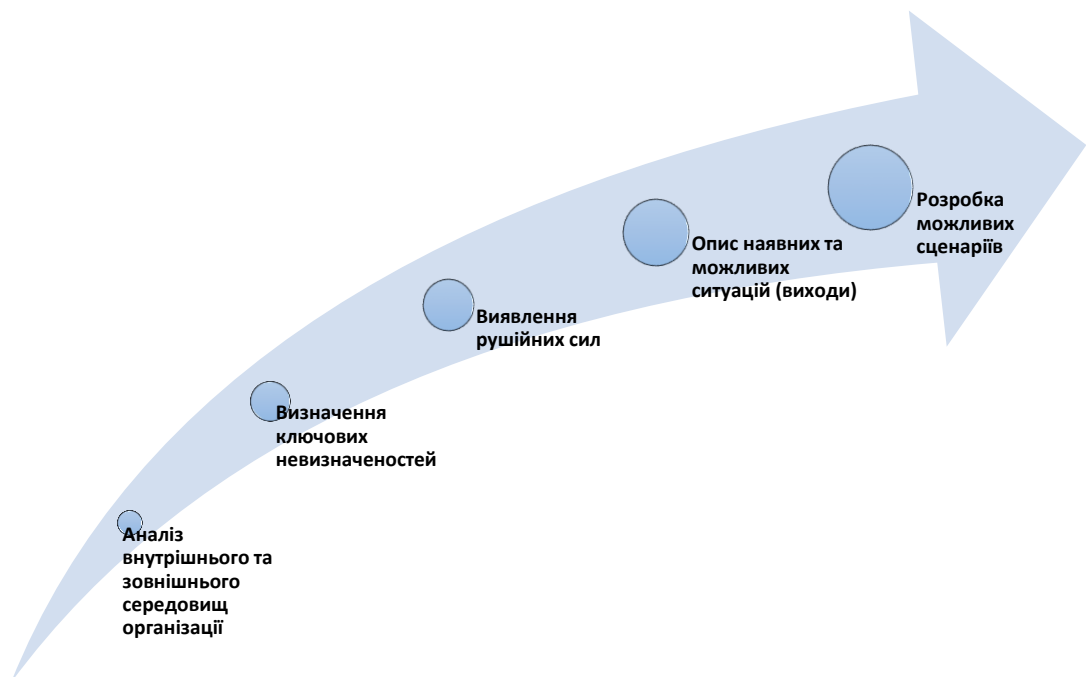 Аналіз
внутрішнього та
зовнішнього
середовищ
організації
Визначення
ключових
невизначеностей
Виявлення
рушійних сил
Опис наявних та
можливих
ситуацій (виходи)
Розробка
можливих
сценаріїв